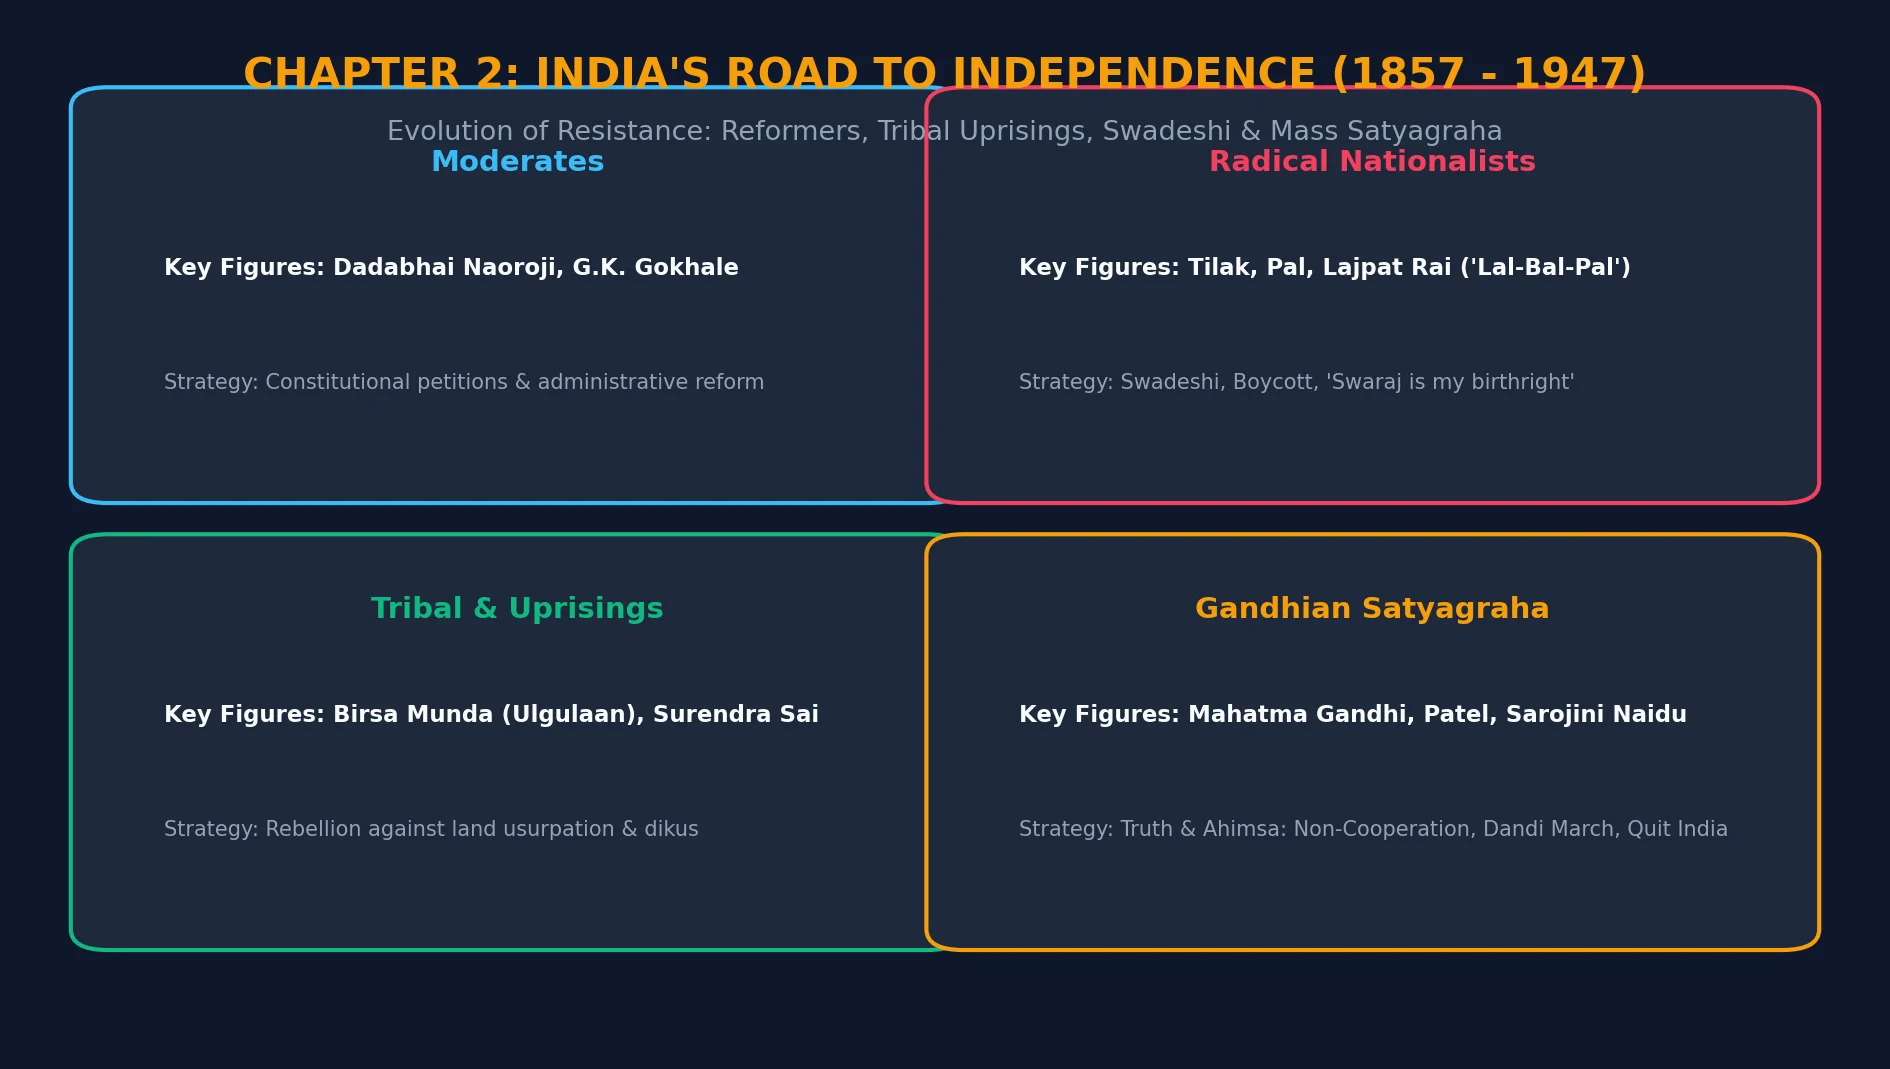 CHAPTER 2: INDIA'S ROAD TO INDEPENDENCE (1857 - 1947)
Evolution of Resistance: Reformers, Tribal Uprisings, Swadeshi & Mass Satyagraha
Moderates
Key Figures: Dadabhai Naoroji, G.K. Gokhale
Strategy: Constitutional petitions & administrative reform
Radical Nationalists
Key Figures: Tilak, Pal, Lajpat Rai ('Lal-Bal-Pal')
Strategy: Swadeshi, Boycott, 'Swaraj is my birthright'
Tribal & Uprisings
Key Figures: Birsa Munda (Ulgulaan), Surendra Sai
Strategy: Rebellion against land usurpation & dikus
Gandhian Satyagraha
Key Figures: Mahatma Gandhi, Patel, Sarojini Naidu
Strategy: Truth & Ahimsa: Non-Cooperation, Dandi March, Quit India